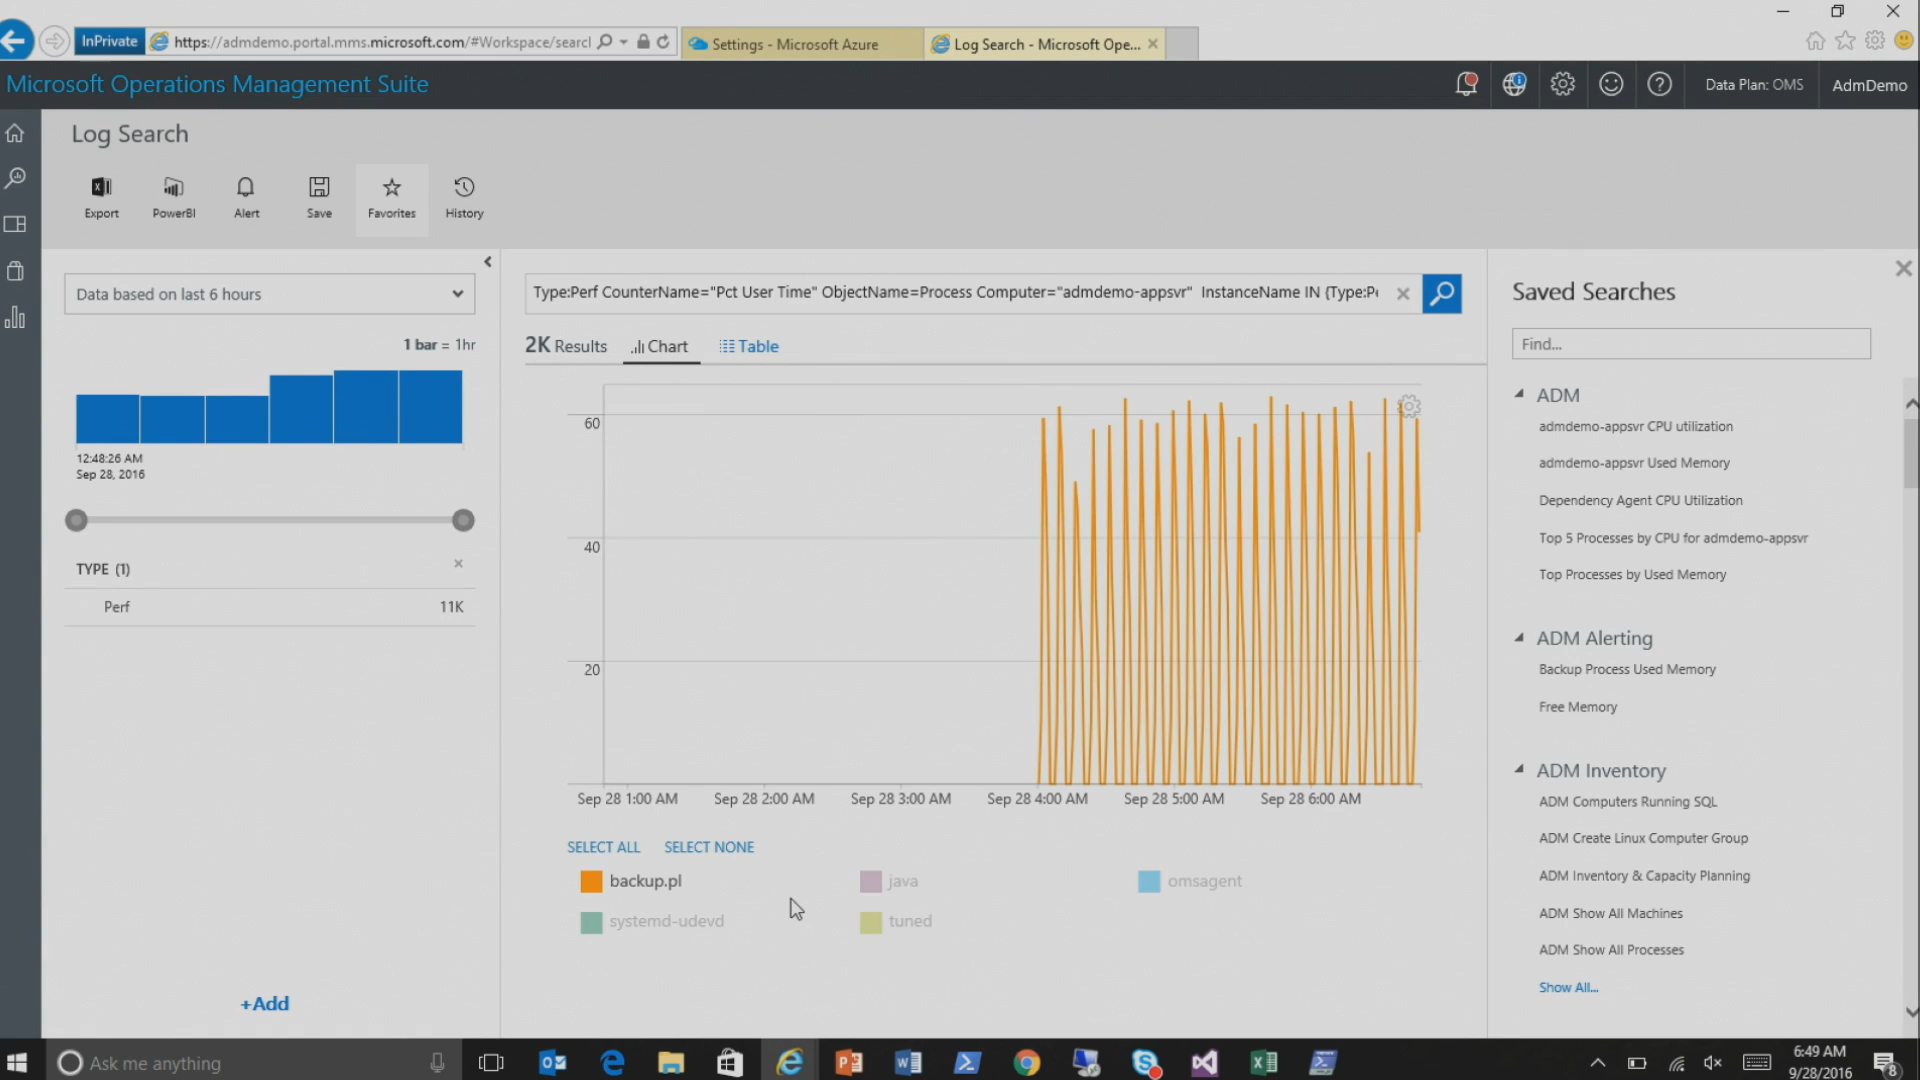 InPrivate
https://admdemo.portal.mms.microsoft.com/#Workspace/searcl
Settings - Microsoft Azure
Log Search - Microsoft Ope...
Microsoft Operations Management Suite
Data Plan: OMS
AdmDemo
Log Search
Export
PowerBI
Alert
Save
Favorites
History
Data based on last 6 hours
1 bar = 1hr
12:48:26 AM
Sep 28, 2016
TYPE (1)
Perf 11K
+Add
Type:Perf CounterName="Pct User Time" ObjectName=Process Computer="admdemo-appsvr" InstanceName IN {Type:Pe
2K Results
Chart
Table
60
40
20
Sep 28 1:00 AM
Sep 28 2:00 AM
Sep 28 3:00 AM
Sep 28 4:00 AM
Sep 28 5:00 AM
Sep 28 6:00 AM
SELECT ALL
SELECT NONE
backup.pl
java
omsagent
systemd-udevd
tuned
Saved Searches
Find...
ADM
admdemo-appsvr CPU utilization
admdemo-appsvr Used Memory
Dependency Agent CPU Utilization
Top 5 Processes by CPU for admdemo-appsvr
Top Processes by Used Memory
ADM Alerting
Backup Process Used Memory
Free Memory
ADM Inventory
ADM Computers Running SQL
ADM Create Linux Computer Group
ADM Inventory & Capacity Planning
ADM Show All Machines
ADM Show All Processes
Show All...
Ask me anything
6:49 AM
9/28/2016
8